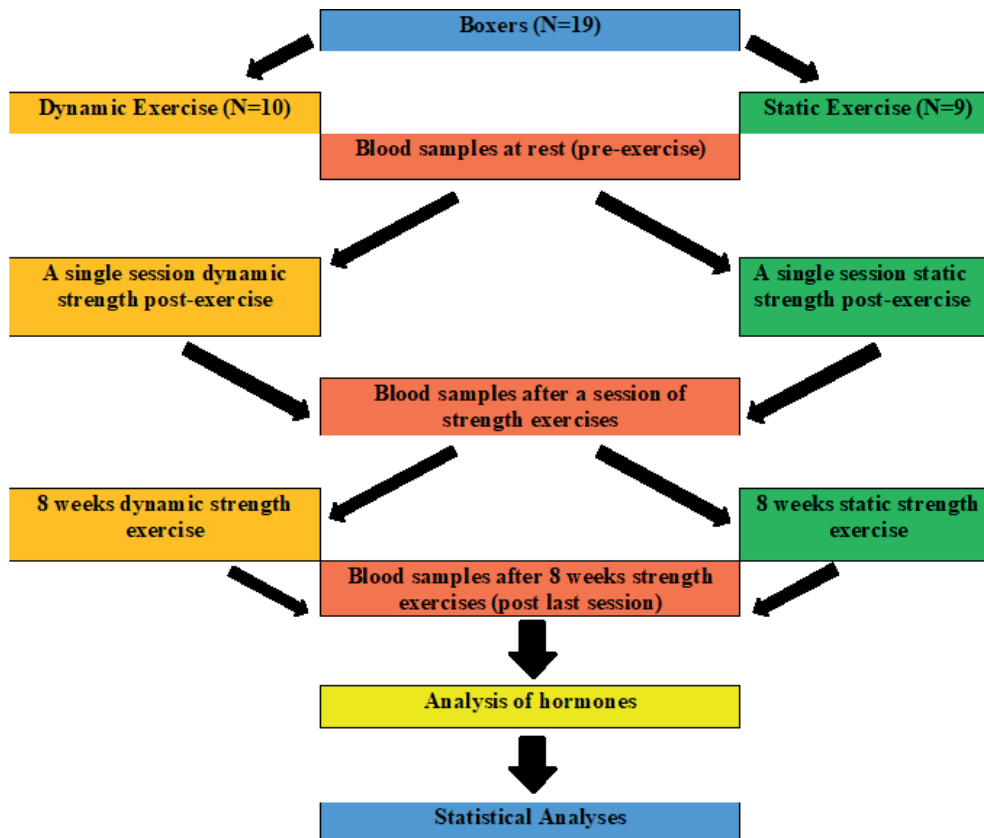 Boxers (N=19)
Dynamic Exercise (N=10)
Static Exercise (N=9)
Blood samples at rest (pre-exercise)
A single session dynamic
strength post-exercise
A single session static
strength post-exercise
Blood samples after a session of
strength exercises
8 weeks dynamic strength
exercise
8 weeks static strength
exercise
Blood samples after 8 weeks strength
exercises (post last session)
Analysis of hormones
Statistical Analyses